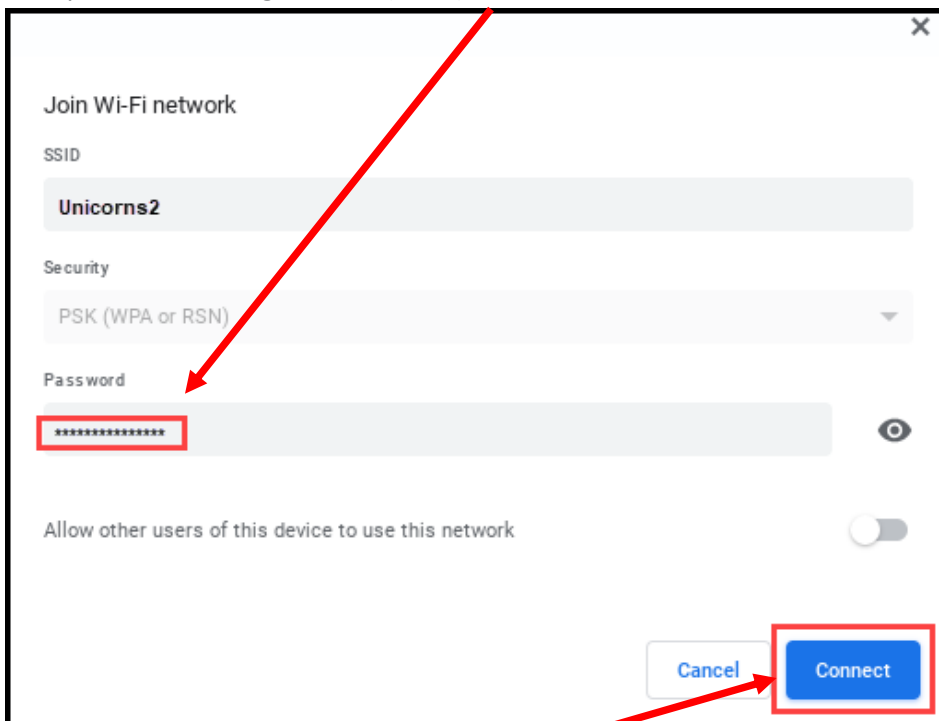 Join Wi-Fi network
SSID
Unicorns2
Security
PSK (WPA or RSN)
Password
***************
Allow other users of this device to use this network
Cancel
Connect